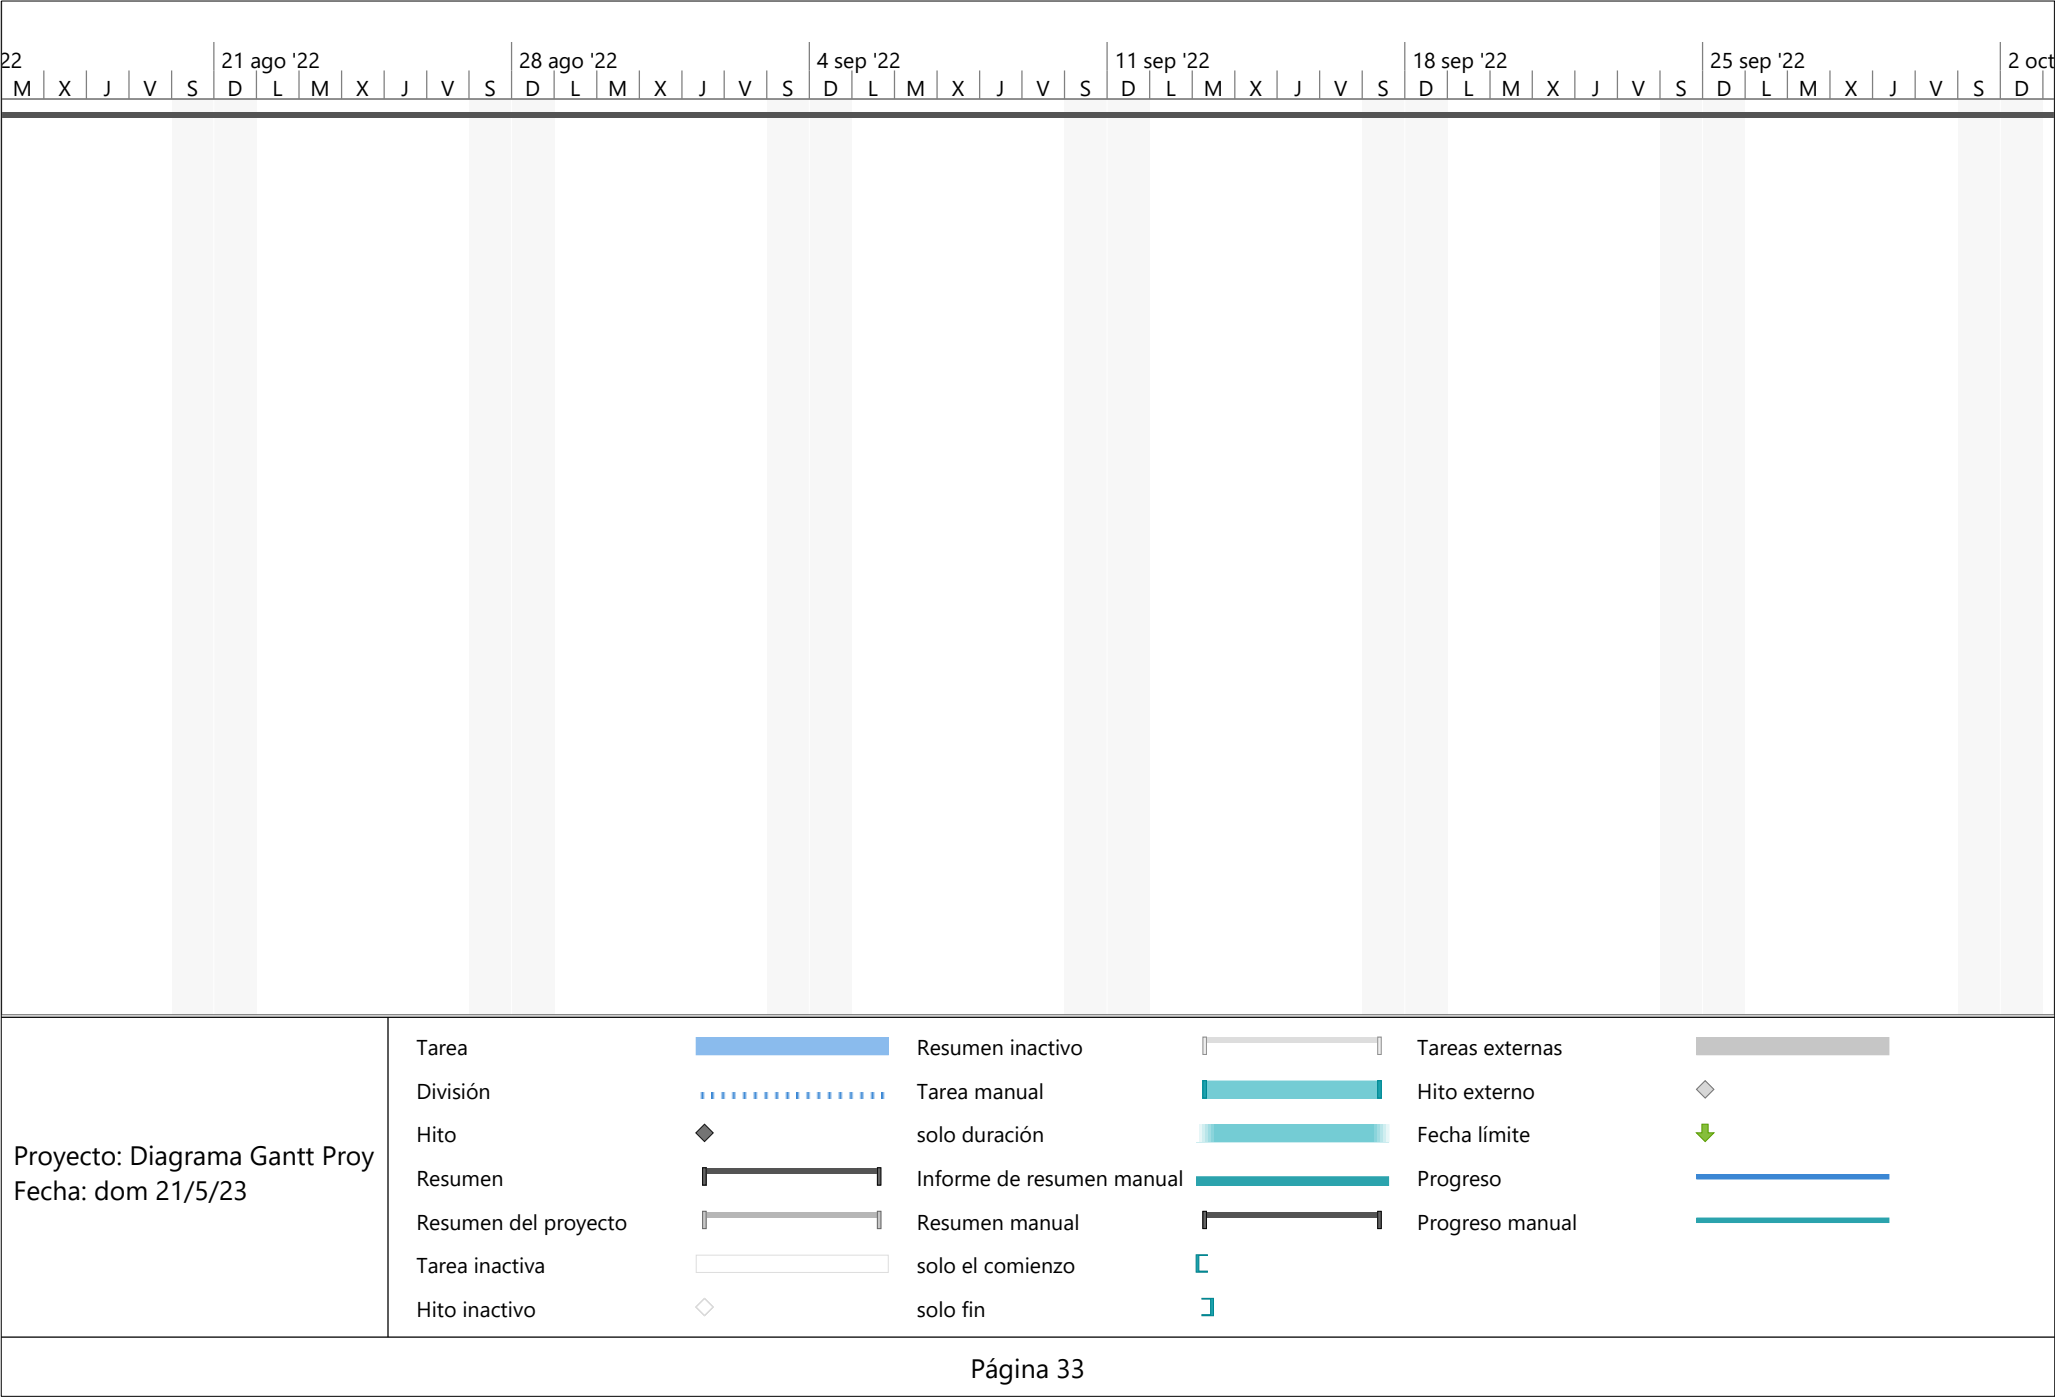 22 21 ago '22 28 ago '22 4 sep '22 11 sep '22 18 sep '22 25 sep '22 2 oct
M X J V S D L M X J V S D L M X J V S D L M X J V S D L M X J V S D L M X J V S D L M X J V S D
Tarea
División
Hito
Resumen
Resumen del proyecto
Tarea inactiva
Hito inactivo
Resumen inactivo
Tarea manual
solo duración
Informe de resumen manual
Resumen manual
solo el comienzo
solo fin
Tareas externas
Hito externo
Fecha límite
Progreso
Progreso manual
Proyecto: Diagrama Gantt Proy
Fecha: dom 21/5/23
Página 33